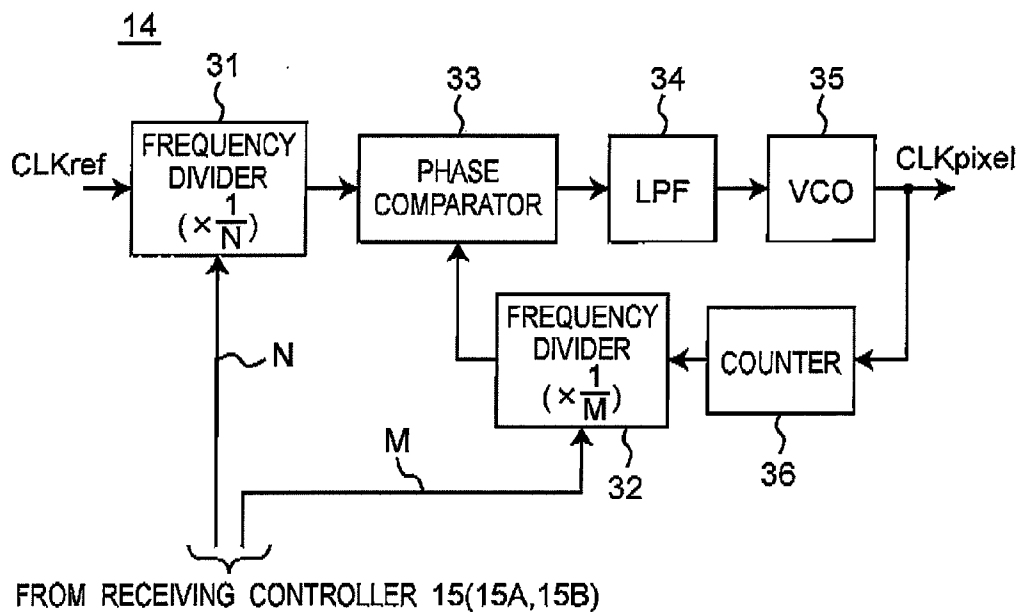 14
31
33
34
35
CLKref
FREQUENCY
DIVIDER
(× 1/N)
PHASE
COMPARATOR
LPF
VCO
CLKpixel
FREQUENCY
DIVIDER
(× 1/M)
COUNTER
N
M
32
36
FROM RECEIVING CONTROLLER 15(15A,15B)